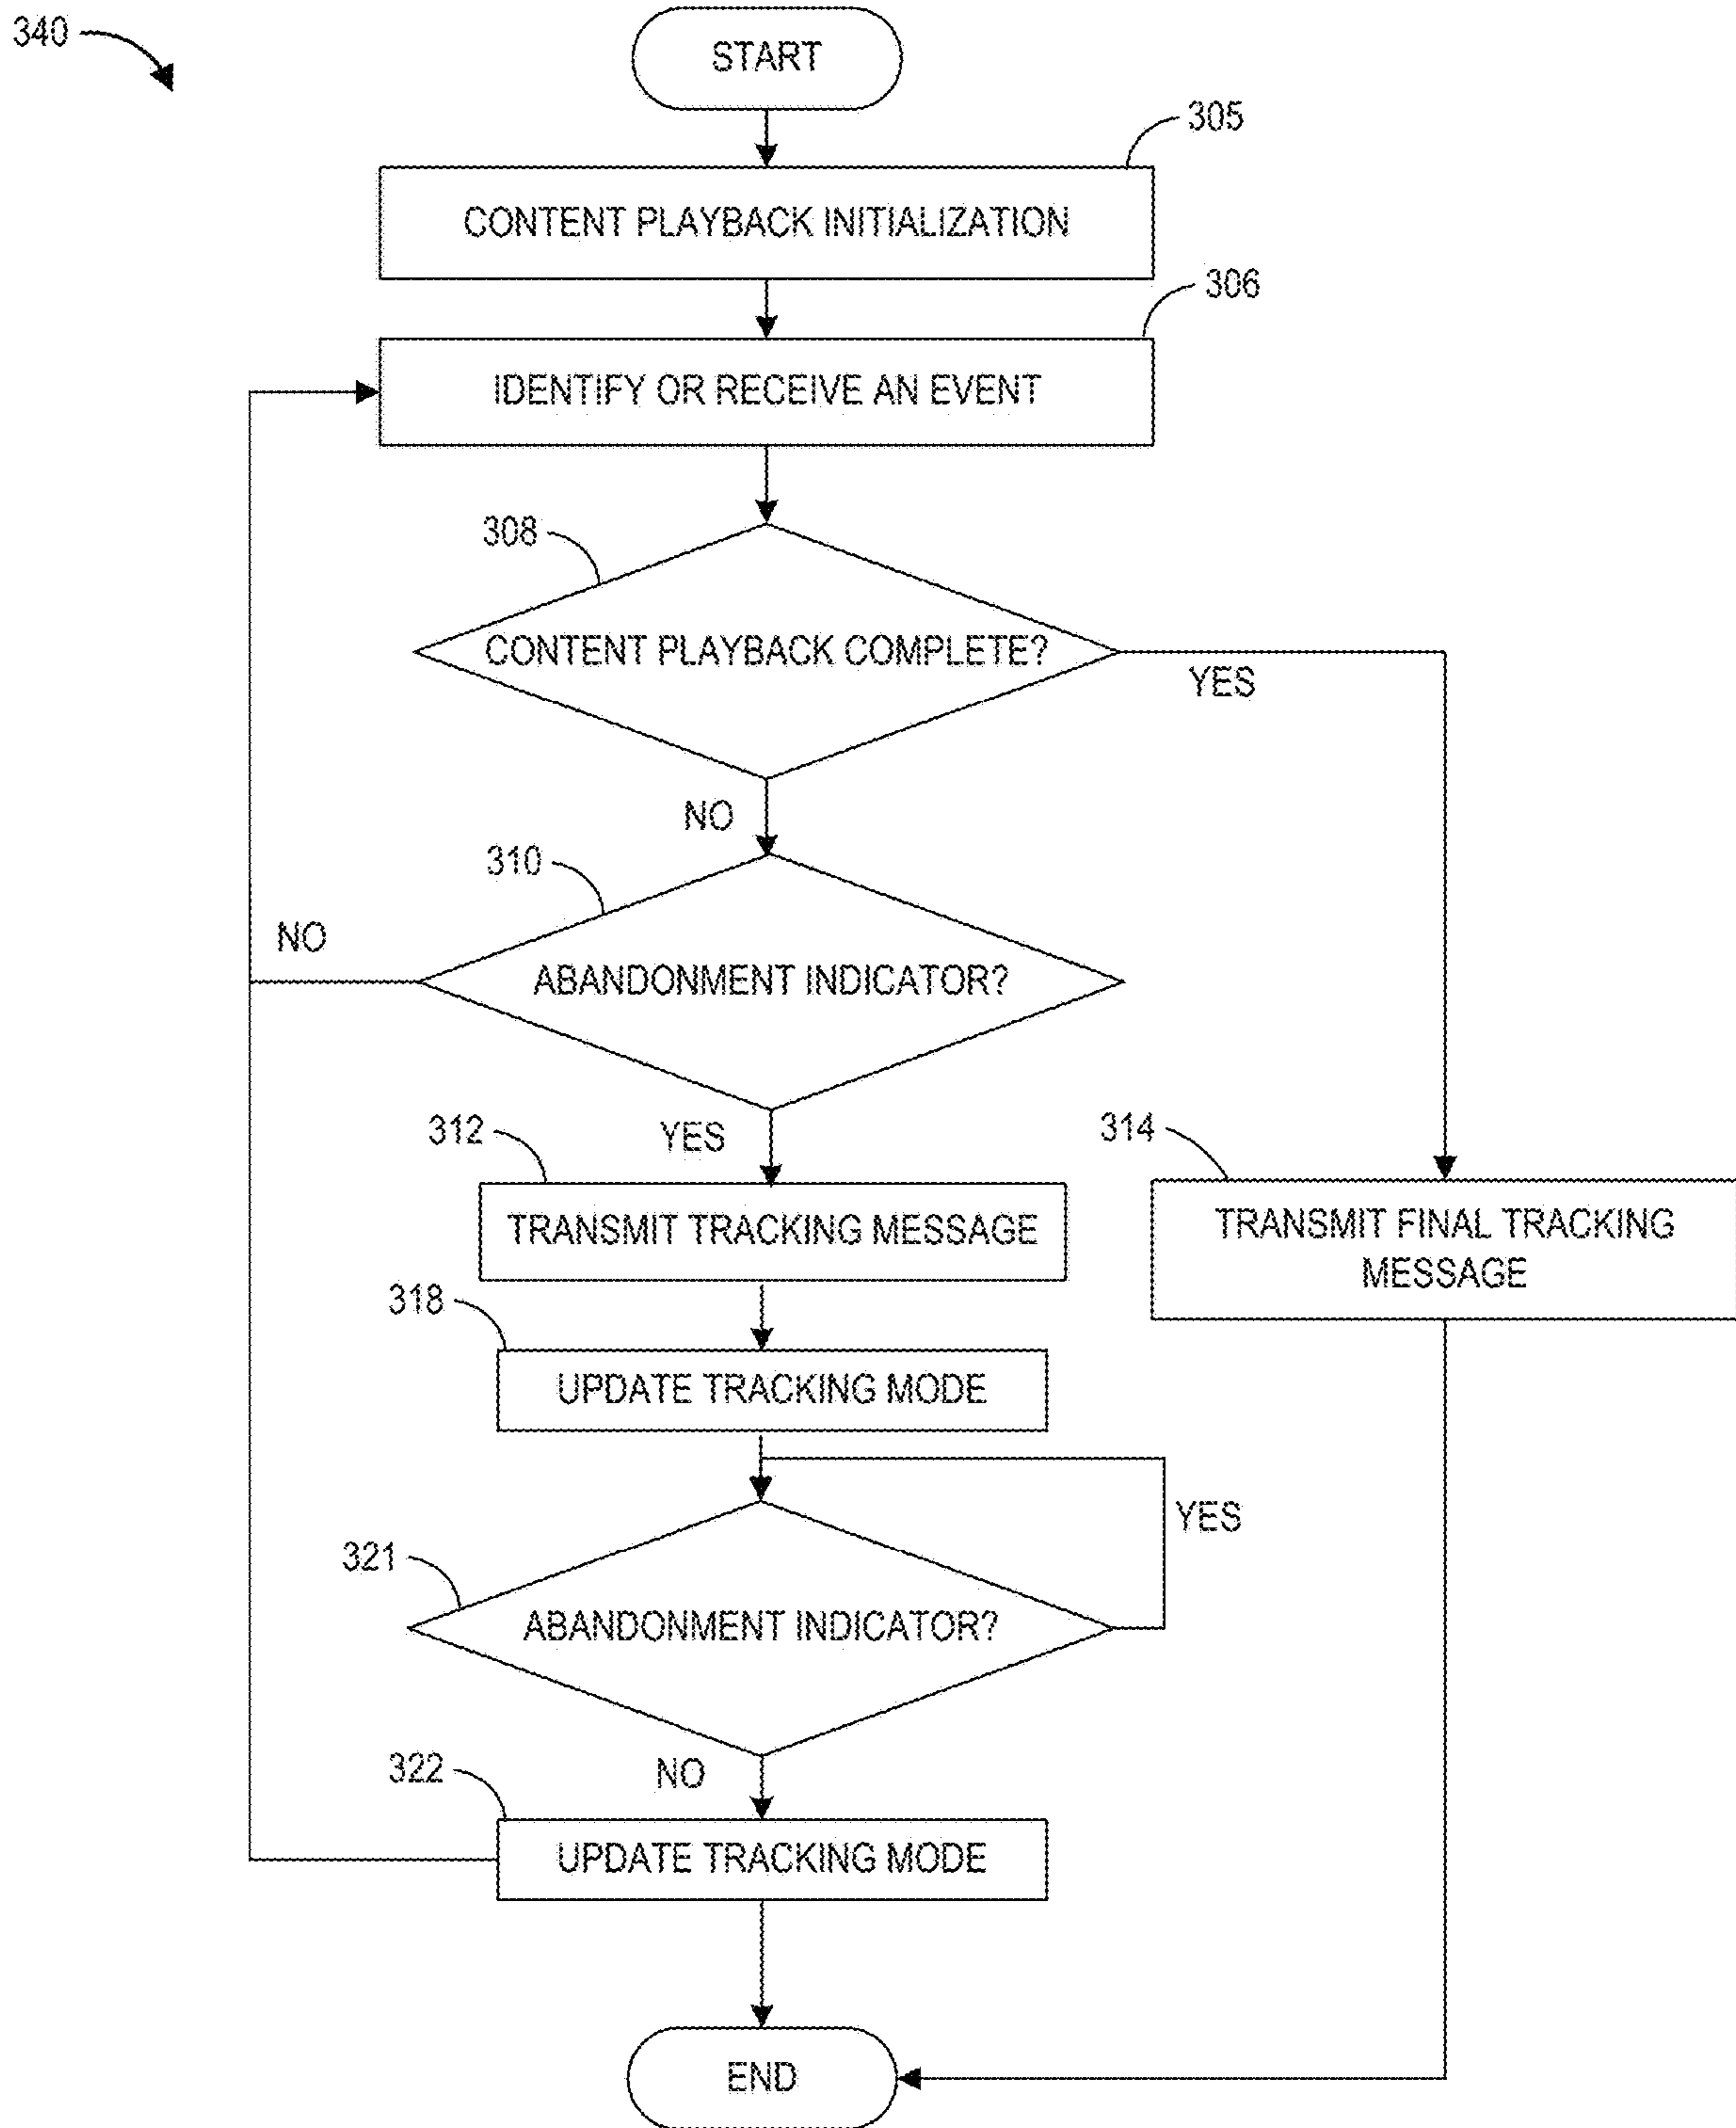 340
START
305
CONTENT PLAYBACK INITIALIZATION
306
IDENTIFY OR RECEIVE AN EVENT
308
CONTENT PLAYBACK COMPLETE?
YES
NO
310
NO
ABANDONMENT INDICATOR?
YES
312
TRANSMIT TRACKING MESSAGE
314
TRANSMIT FINAL TRACKING
MESSAGE
318
UPDATE TRACKING MODE
YES
321
ABANDONMENT INDICATOR?
NO
322
UPDATE TRACKING MODE
END